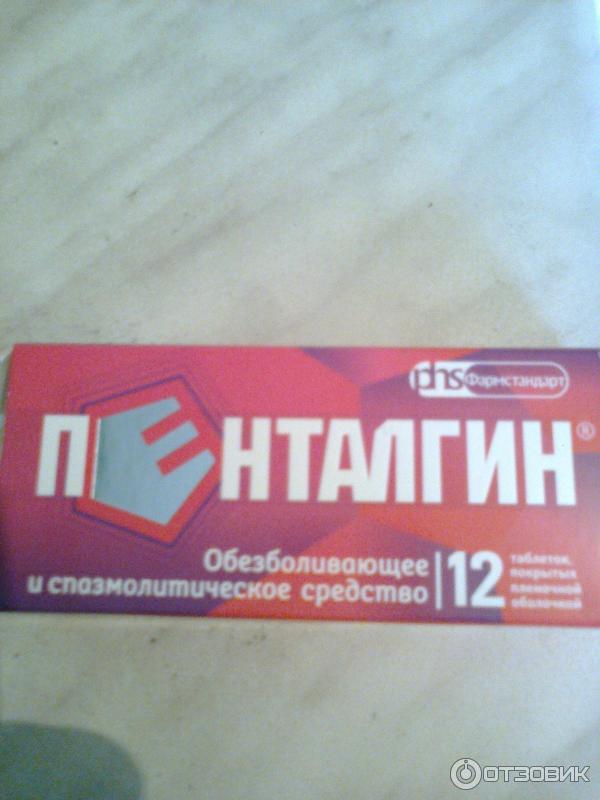 phs Фармстандарт
ПЕНТАЛГИН®
Обезболивающее
и спазмолитическое средство
12
таблеток,
покрытых
пленочной
оболочкой
ОТЗОВИК